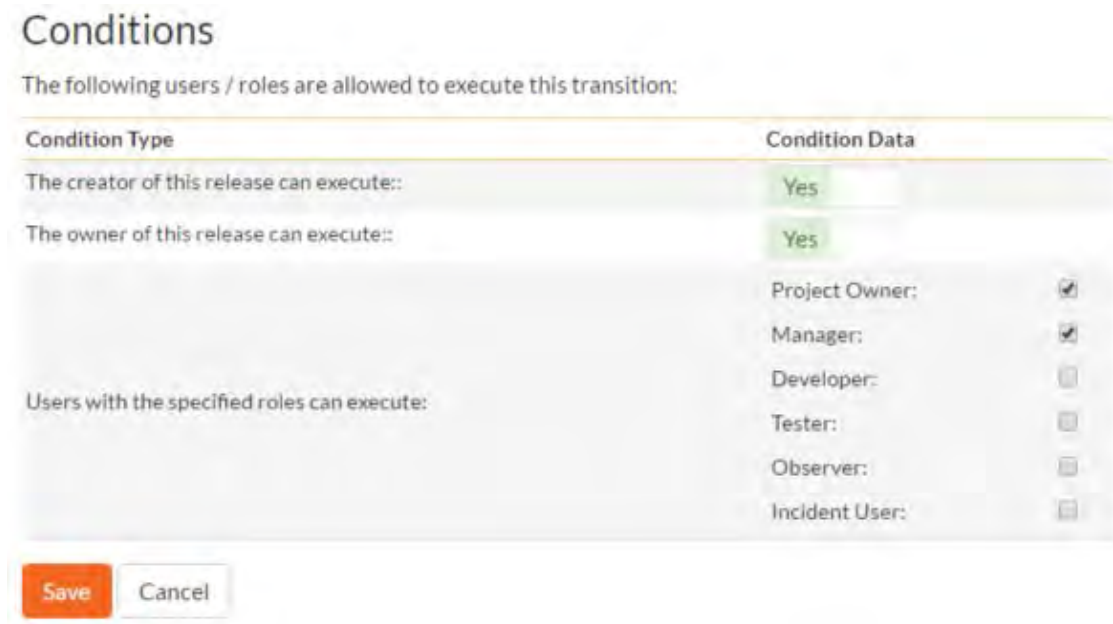 Conditions
The following users / roles are allowed to execute this transition:
Condition Type Condition Data
The creator of this release can execute:: Yes
The owner of this release can execute:: Yes
Users with the specified roles can execute:
Project Owner:
Manager:
Developer:
Tester:
Observer:
Incident User:
Save Cancel